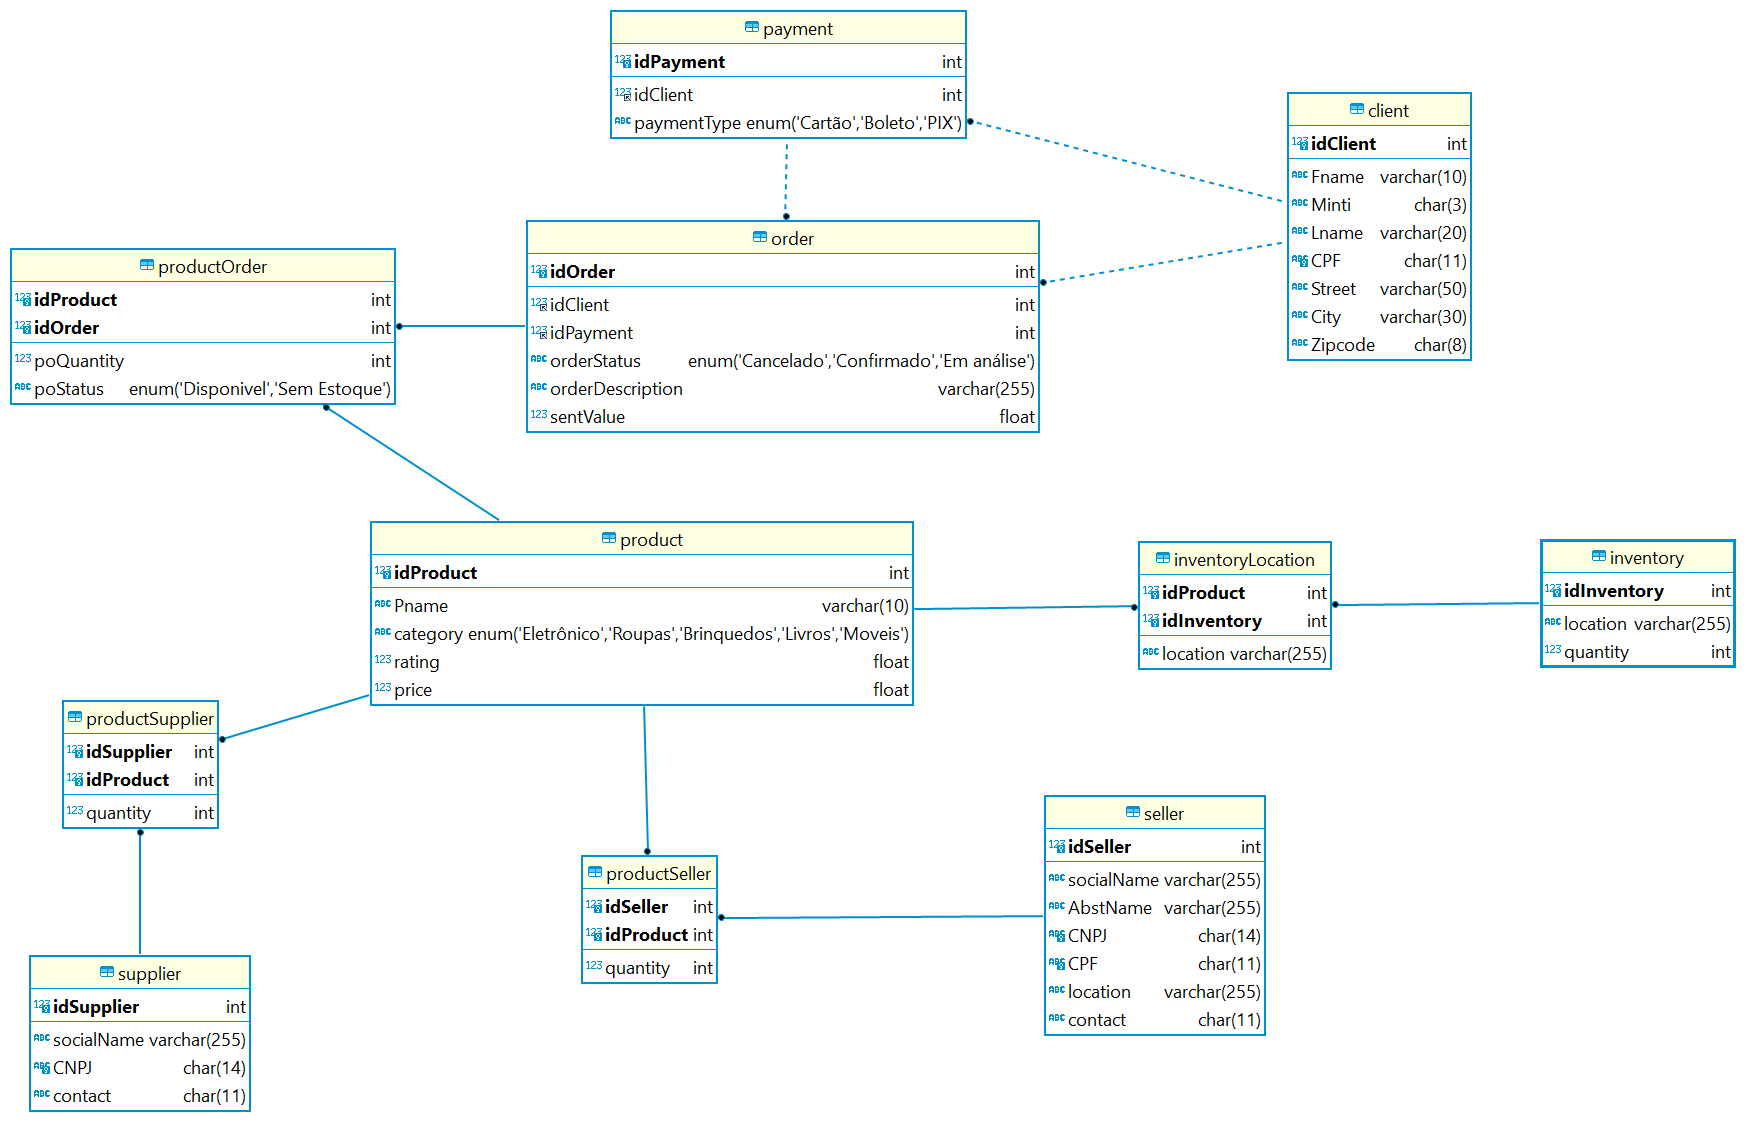 payment
idPayment int
idClient int
paymentType enum('Cartão','Boleto','PIX')
client
idClient int
Fname varchar(10)
Minti char(3)
Lname varchar(20)
CPF char(11)
Street varchar(50)
City varchar(30)
Zipcode char(8)
order
idOrder int
idClient int
idPayment int
orderStatus enum('Cancelado','Confirmado','Em análise')
orderDescription varchar(255)
sentValue float
productOrder
idProduct int
idOrder int
poQuantity int
poStatus enum('Disponivel','Sem Estoque')
product
idProduct int
Pname varchar(10)
category enum('Eletrônico','Roupas','Brinquedos','Livros','Moveis')
rating float
price float
inventoryLocation
idProduct int
idInventory int
location varchar(255)
inventory
idInventory int
location varchar(255)
quantity int
productSupplier
idSupplier int
idProduct int
quantity int
productSeller
idSeller int
idProduct int
quantity int
seller
idSeller int
socialName varchar(255)
AbstName varchar(255)
CNPJ char(14)
CPF char(11)
location varchar(255)
contact char(11)
supplier
idSupplier int
socialName varchar(255)
CNPJ char(14)
contact char(11)